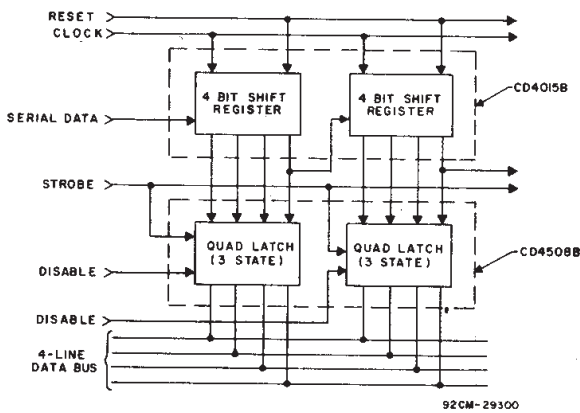 RESET
CLOCK
4 BIT SHIFT
REGISTER
4 BIT SHIFT
REGISTER
CD4015B
SERIAL DATA
STROBE
QUAD LATCH
(3 STATE)
QUAD LATCH
(3 STATE)
CD4508B
DISABLE
DISABLE
4-LINE
DATA BUS
92CM-29300